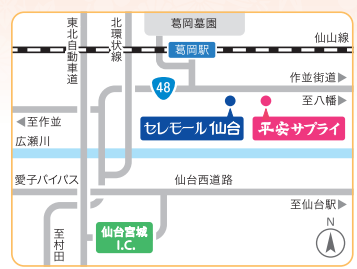 東北自動車道
北環状線
葛岡墓園
仙山線
葛岡駅
作並街道▶
48
至八幡▶
◀至作並
セレモール仙台
平安サプライ
広瀬川
愛子バイパス
仙台西道路
至仙台駅▶
仙台宮城
I.C.
至村田
N